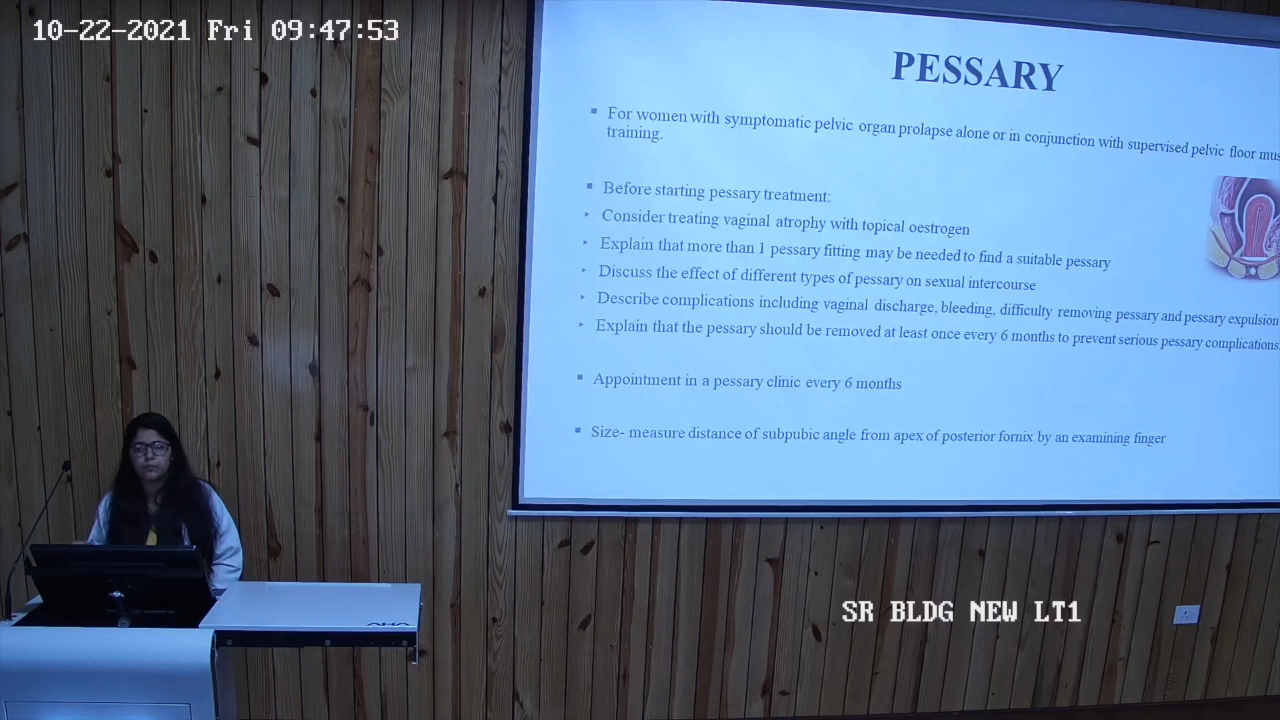 10-22-2021 Fri 09:47:53
PESSARY
For women with symptomatic pelvic organ prolapse alone or in conjunction with supervised pelvic floor mus
training.
Before starting pessary treatment:
Consider treating vaginal atrophy with topical oestrogen
Explain that more than 1 pessary fitting may be needed to find a suitable pessary
Discuss the effect of different types of pessary on sexual intercourse
Describe complications including vaginal discharge, bleeding, difficulty removing pessary and pessary expulsion
Explain that the pessary should be removed at least once every 6 months to prevent serious pessary complications.
Appointment in a pessary clinic every 6 months
Size- measure distance of subpubic angle from apex of posterior fornix by an examining finger
AHA
SR BLDG NEW LT1